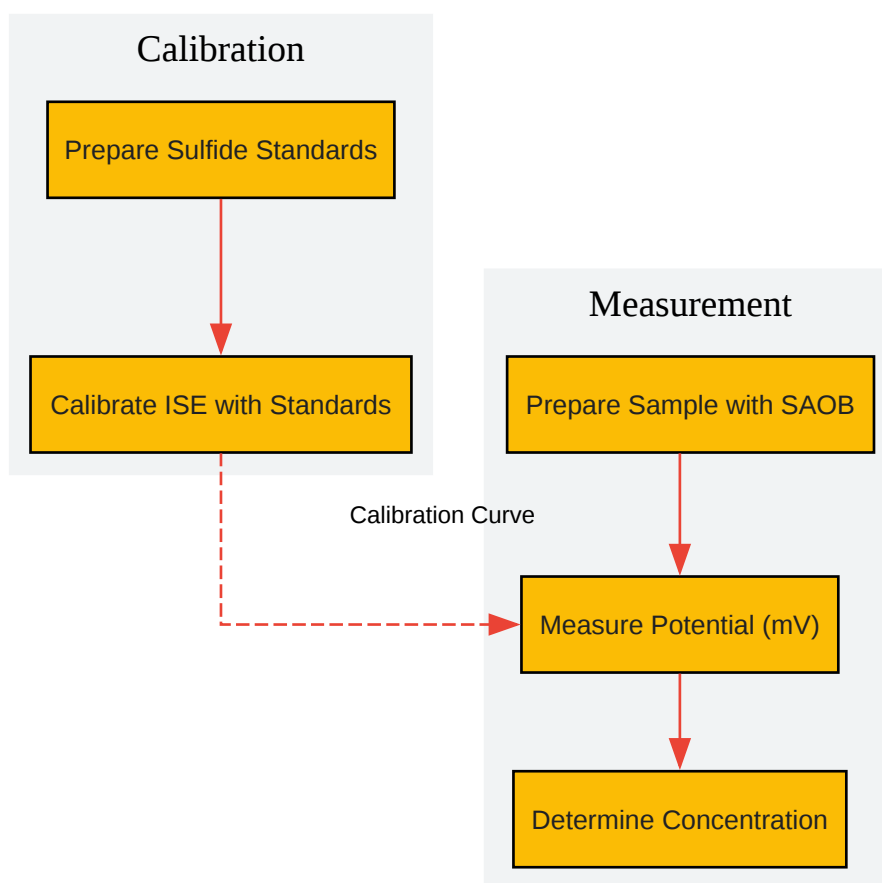 Calibration
Prepare Sulfide Standards
Calibrate ISE with Standards
Calibration Curve
Measurement
Prepare Sample with SAOB
Measure Potential (mV)
Determine Concentration